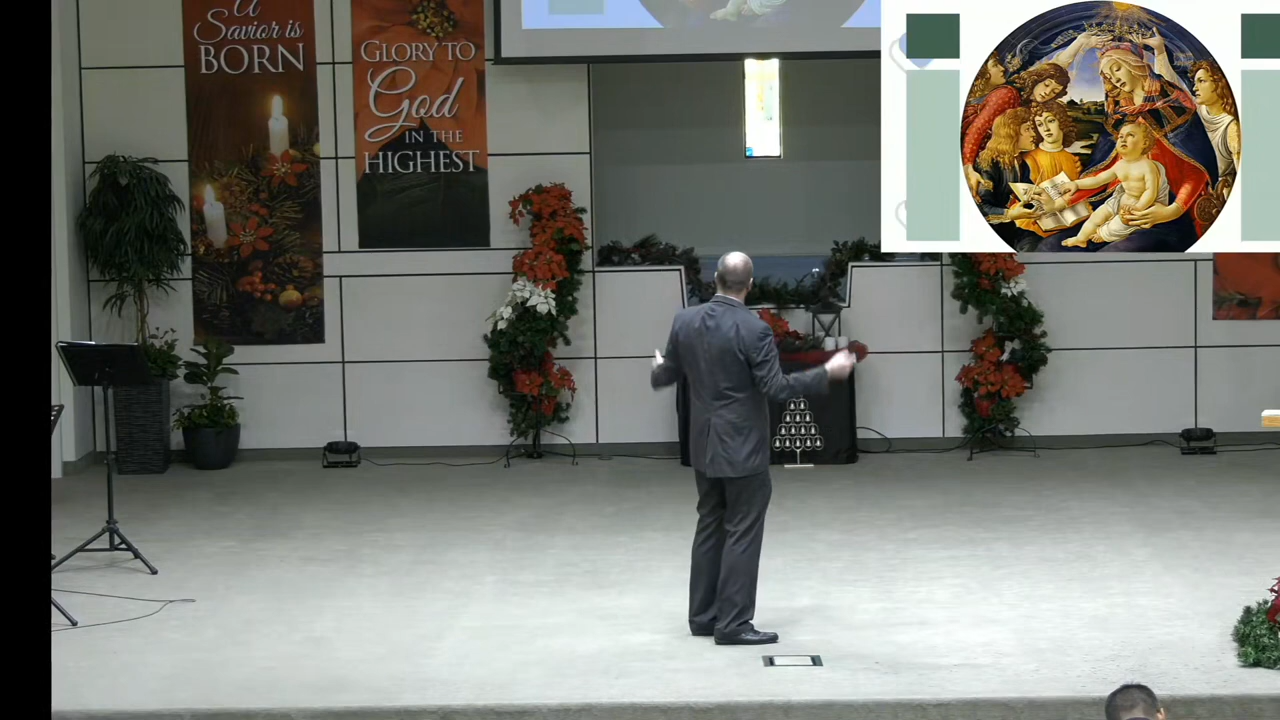 A
Savior is
BORN
GLORY TO
God
IN THE
HIGHEST